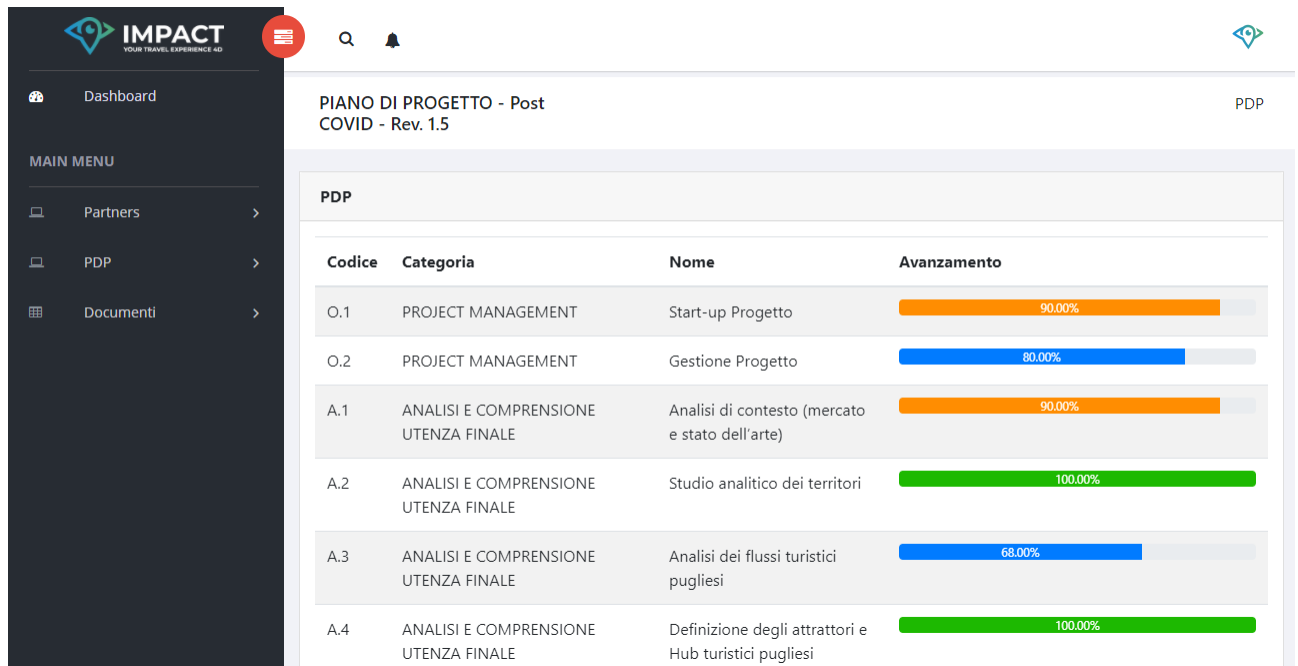 IMPACT
YOUR TRAVEL EXPERIENCE 4D
Dashboard
MAIN MENU
Partners
PDP
Documenti
PIANO DI PROGETTO - Post
COVID - Rev. 1.5
PDP
PDP
Codice Categoria Nome Avanzamento
O.1 PROJECT MANAGEMENT Start-up Progetto 90.00%
O.2 PROJECT MANAGEMENT Gestione Progetto 80.00%
A.1 ANALISI E COMPRENSIONE Analisi di contesto (mercato 90.00%
UTENZA FINALE e stato dell'arte)
A.2 ANALISI E COMPRENSIONE Studio analitico dei territori 100.00%
UTENZA FINALE
A.3 ANALISI E COMPRENSIONE Analisi dei flussi turistici 68.00%
UTENZA FINALE pugliesi
A.4 ANALISI E COMPRENSIONE Definizione degli attrattori e 100.00%
UTENZA FINALE Hub turistici pugliesi